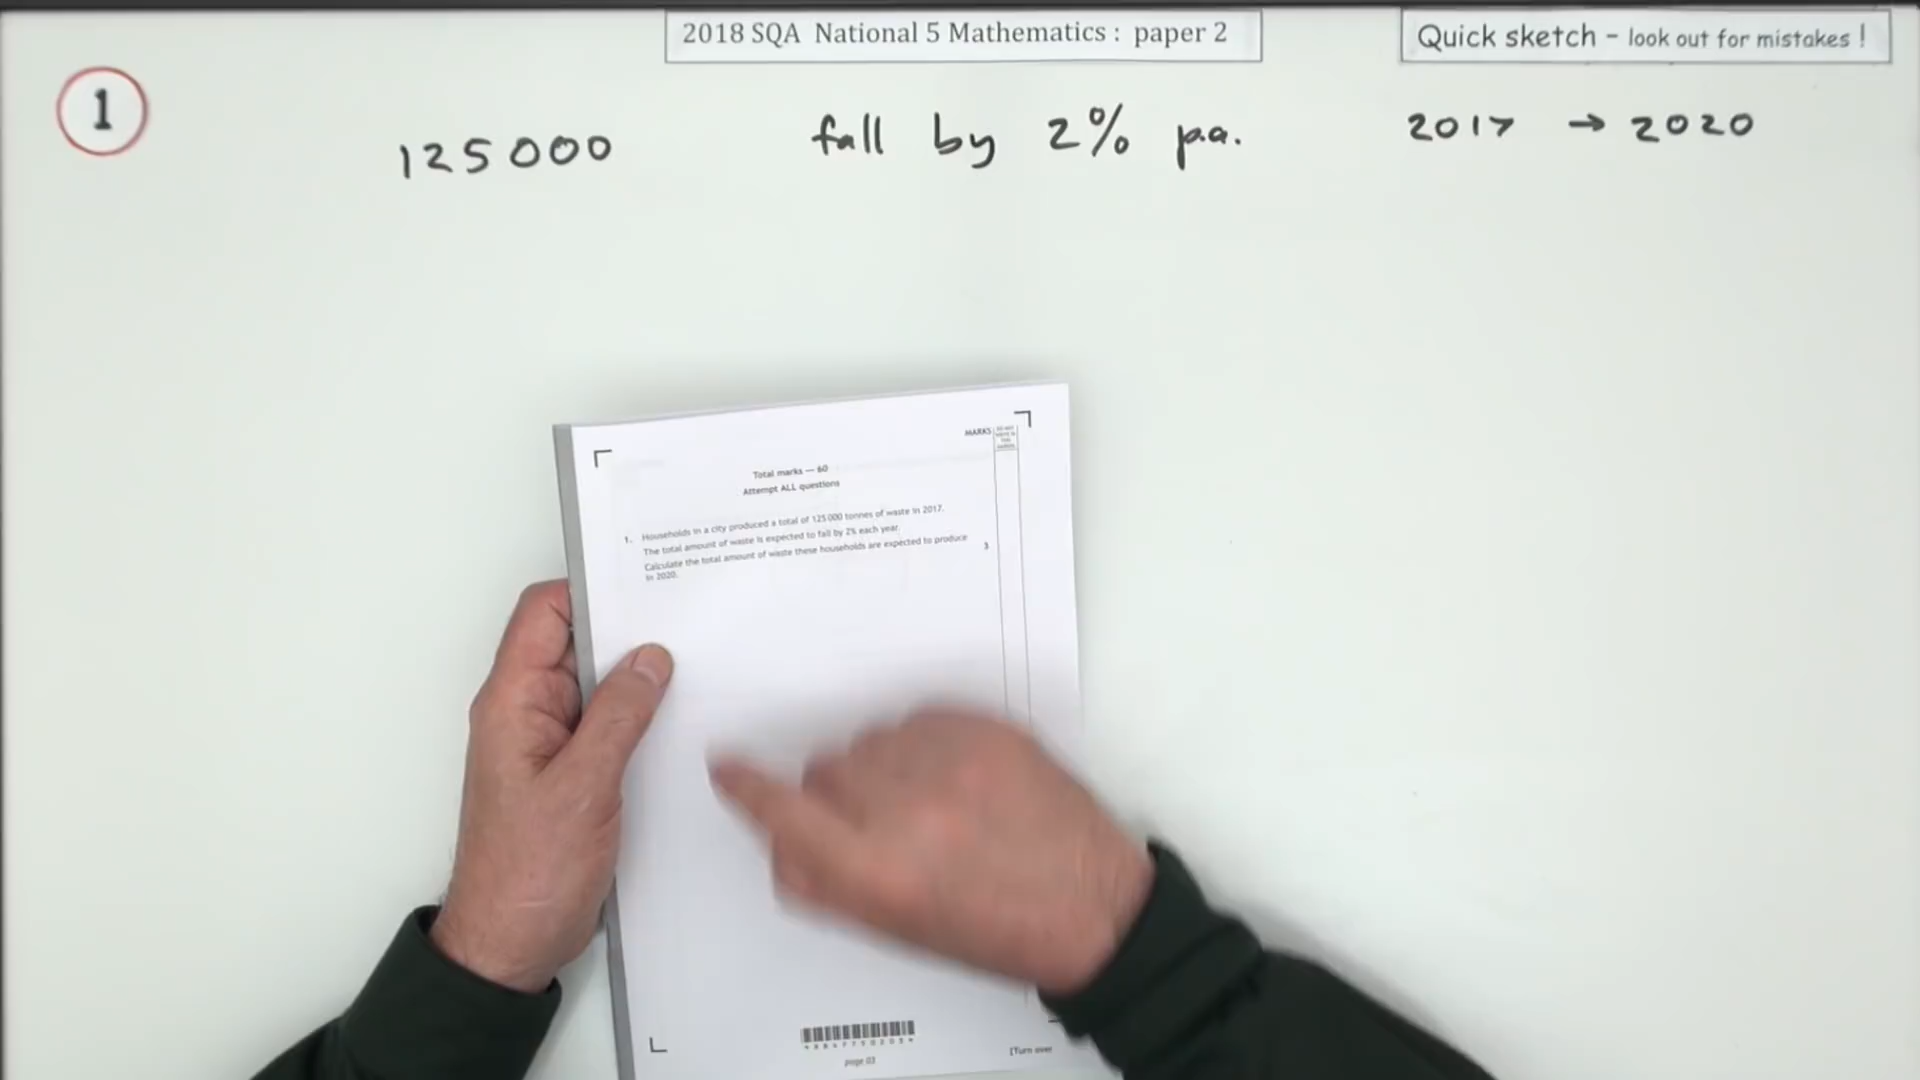 2018 SQA National 5 Mathematics : paper 2
Quick sketch - look out for mistakes !
1
125000 fall by 2% p.a. 2017 → 2020
MARKS
Total marks — 60
Attempt ALL questions
1. Households in a city produced a total of 125 000 tonnes of waste in 2017.
The total amount of waste is expected to fall by 2% each year.
Calculate the total amount of waste these households are expected to produce
in 2020.
3
page 03
[Turn over